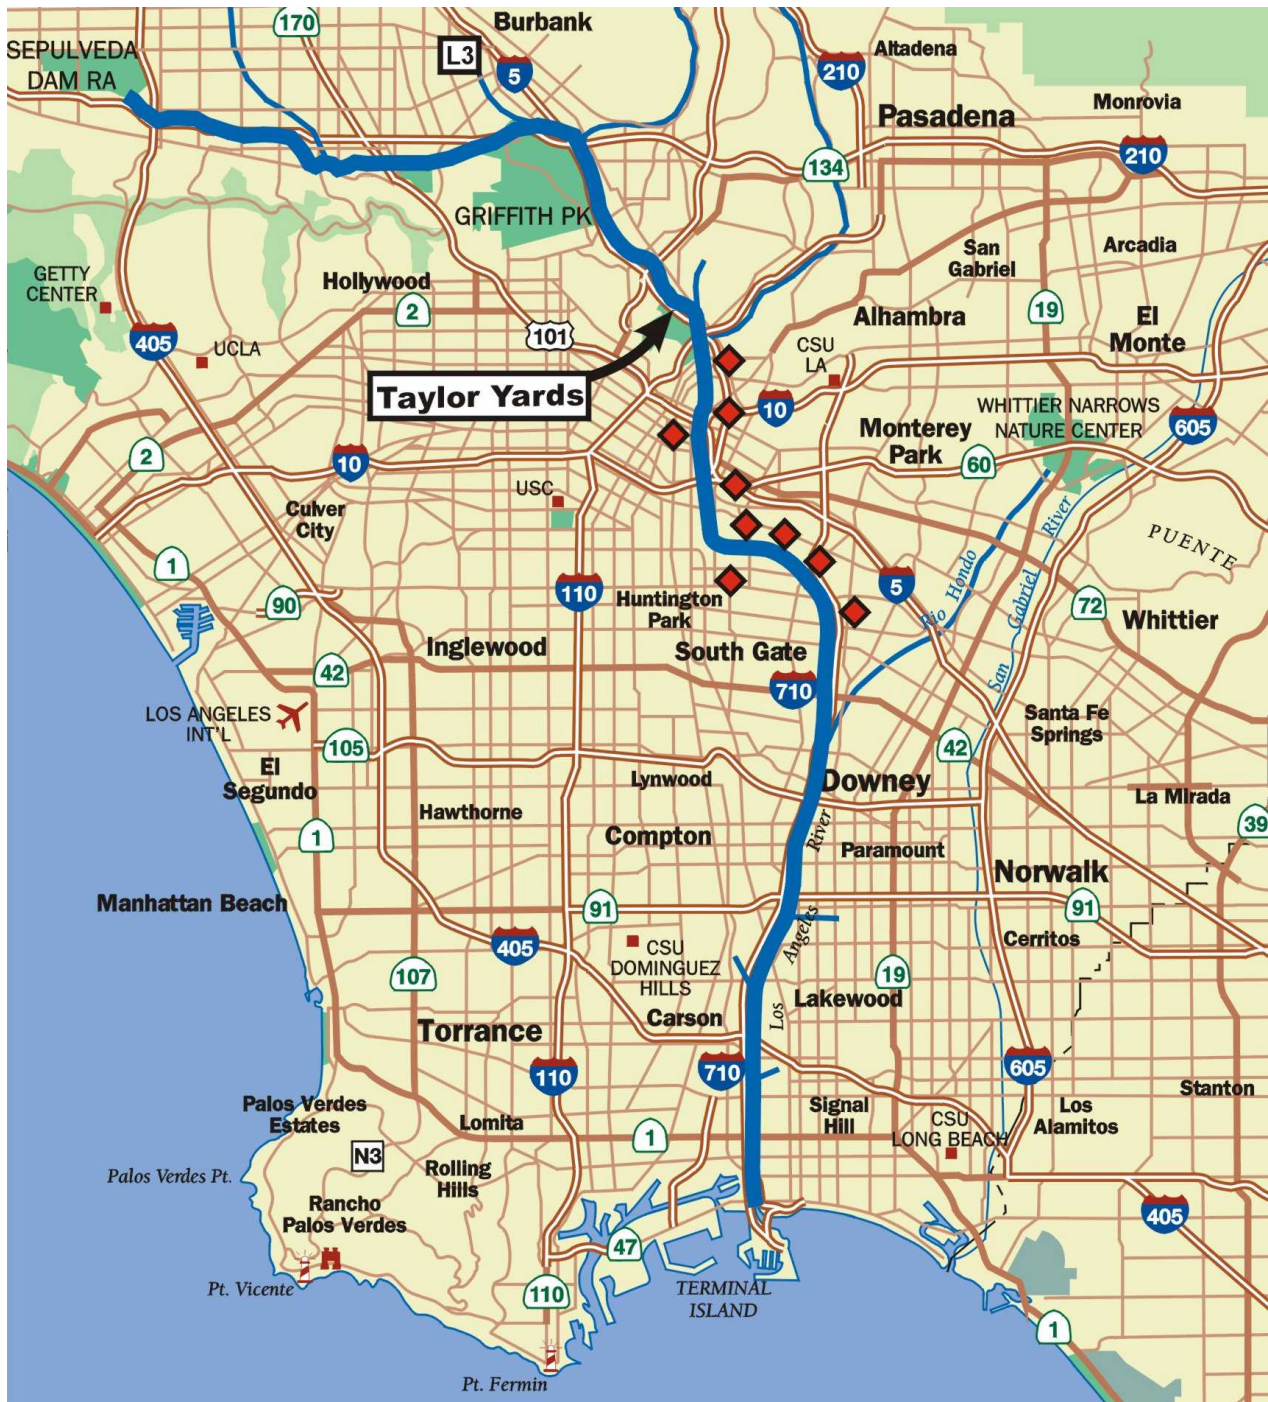 170
Burbank
SEPULVEDA
DAM RA
L3
5
210
Altadena
Monrovia
Pasadena
210
134
GRIFFITH PK
GETTY
CENTER
Hollywood
2
San
Gabriel
Arcadia
19
El
Monte
405
UCLA
101
Alhambra
CSU
LA
Taylor Yards
10
WHITTIER NARROWS
NATURE CENTER
605
2
10
Monterey
Park
60
USC
Culver
City
River
PUENTE
1
90
110
Huntington
Park
5
Rio Hondo
Gabriel
72
Whittier
Inglewood
South Gate
42
710
San
LOS ANGELES
INT'L
105
Santa Fe
Springs
42
El
Segundo
Lynwood
Downey
La Mirada
Hawthorne
1
Compton
River
Paramount
39
Norwalk
Manhattan Beach
91
91
405
Angeles
Cerritos
CSU
DOMINGUEZ
HILLS
107
19
Lakewood
Los
Carson
Torrance
110
710
605
Stanton
Palos Verdes
Estates
Lomita
Signal
Hill
CSU
LONG BEACH
Los
Alamitos
1
N3
Palos Verdes Pt.
Rolling
Hills
Rancho
Palos Verdes
405
47
Pt. Vicente
110
TERMINAL
ISLAND
1
Pt. Fermin